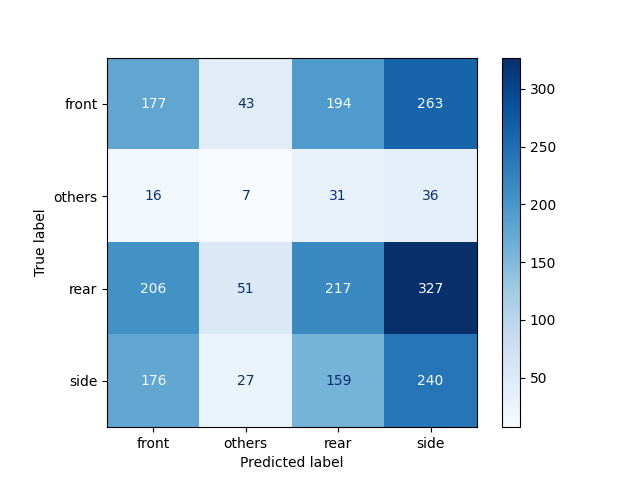 front 177 43 194 263
others 16 7 31 36
rear 206 51 217 327
side 176 27 159 240
front others rear side
Predicted label
True label
300
250
200
150
100
50